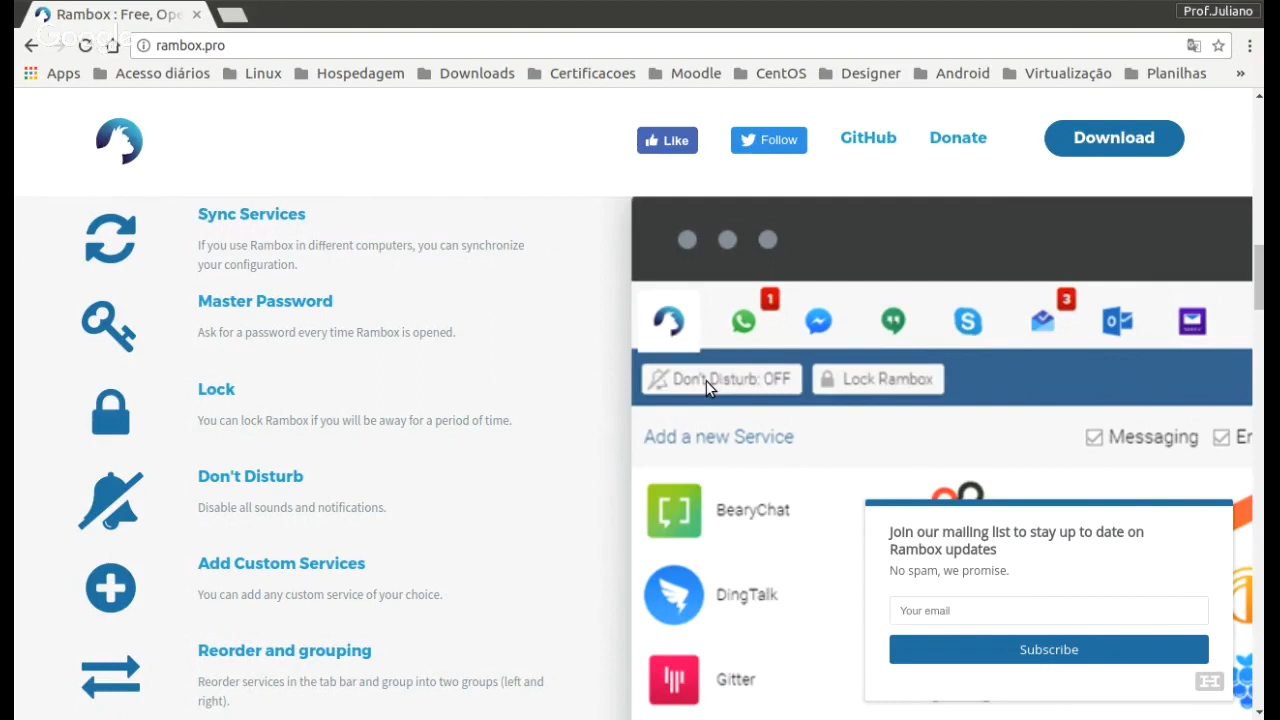 Rambox : Free, Ope
Prof.Juliano
Google
rambox.pro
Apps Acesso diários Linux Hospedagem Downloads Certificacoes Moodle CentOS Designer Android Virtualização Planilhas »
Like
Follow
GitHub
Donate
Download
Sync Services
If you use Rambox in different computers, you can synchronize
your configuration.
Master Password
Ask for a password every time Rambox is opened.
Lock
You can lock Rambox if you will be away for a period of time.
Don't Disturb
Disable all sounds and notifications.
Add Custom Services
You can add any custom service of your choice.
Reorder and grouping
Reorder services in the tab bar and group into two groups (left and
right).
1
3
Don't Disturb: OFF
Lock Rambox
Add a new Service
Messaging
BearyChat
DingTalk
Gitter
Join our mailing list to stay up to date on
Rambox updates
No spam, we promise.
Your email
Subscribe